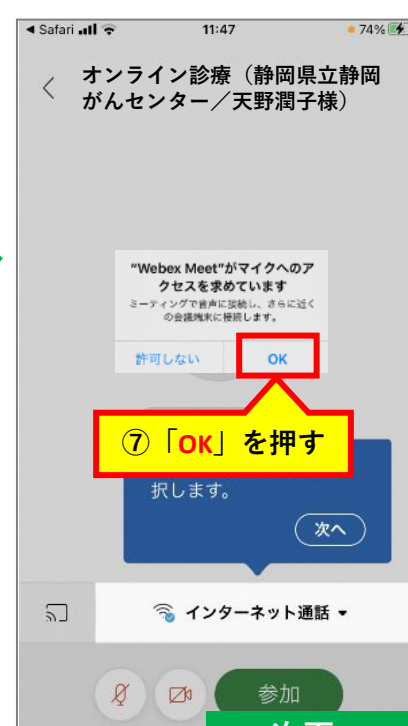 ◀ Safari 11:47 74%
オンライン診療（静岡県立静岡
がんセンター／天野潤子様）
"Webex Meet"がマイクへのア
クセスを求めています
ミーティングで音声に接続し、さらに近く
の会議端末に接続します。
許可しない OK
⑦「OK」を押す
択します。
次へ
インターネット通話
参加